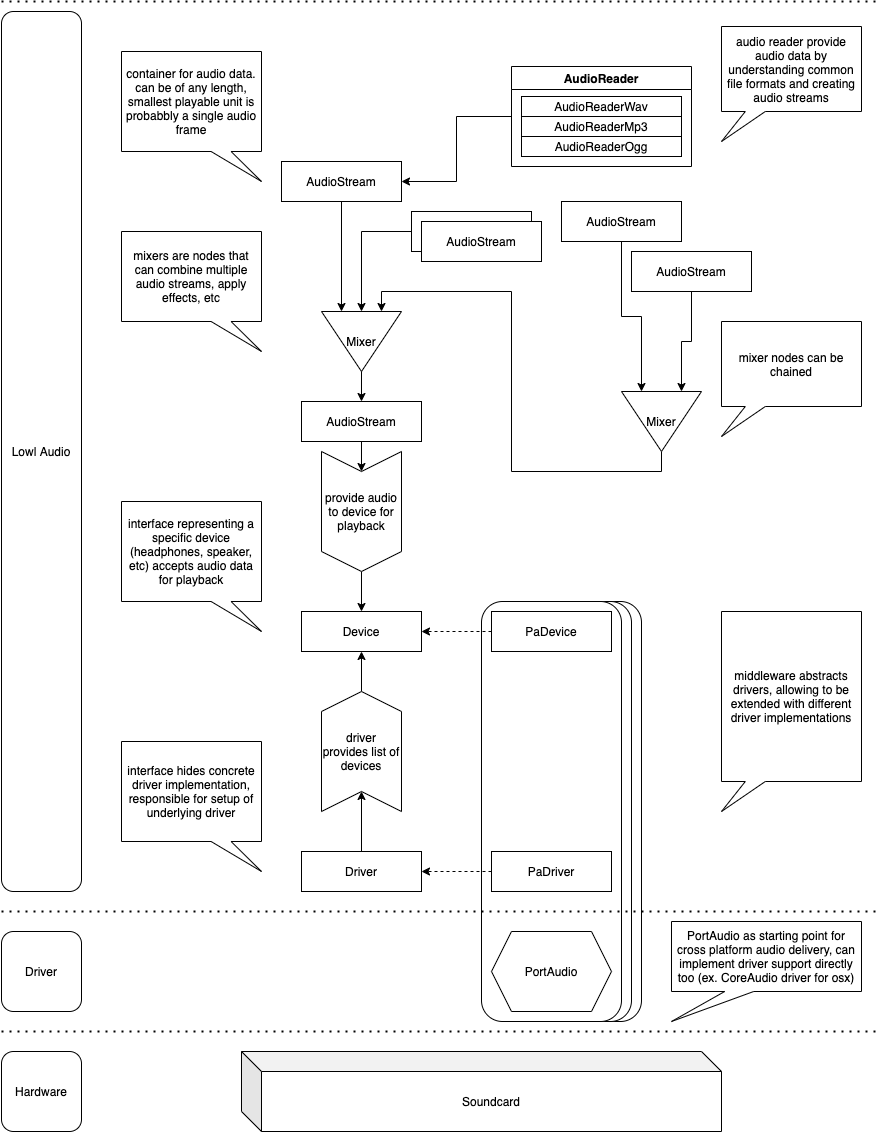 container for audio data.
can be of any length,
smallest playable unit is
probabbly a single audio
frame
AudioReader
AudioReaderWav
AudioReaderMp3
AudioReaderOgg
audio reader provide
audio data by
understanding common
file formats and creating
audio streams
AudioStream
AudioStream
AudioStream
AudioStream
mixers are nodes that
can combine multiple
audio streams, apply
effects, etc
Mixer
mixer nodes can be
chained
Mixer
AudioStream
Lowl Audio
provide audio
to device for
playback
interface representing a
specific device
(headphones, speaker,
etc) accepts audio data
for playback
Device
PaDevice
middleware abstracts
drivers, allowing to be
extended with different
driver implementations
driver
provides list of
devices
interface hides concrete
driver implementation,
responsible for setup of
underlying driver
Driver
PaDriver
Driver
PortAudio
PortAudio as starting point for
cross platform audio delivery, can
implement driver support directly
too (ex. CoreAudio driver for osx)
Hardware
Soundcard